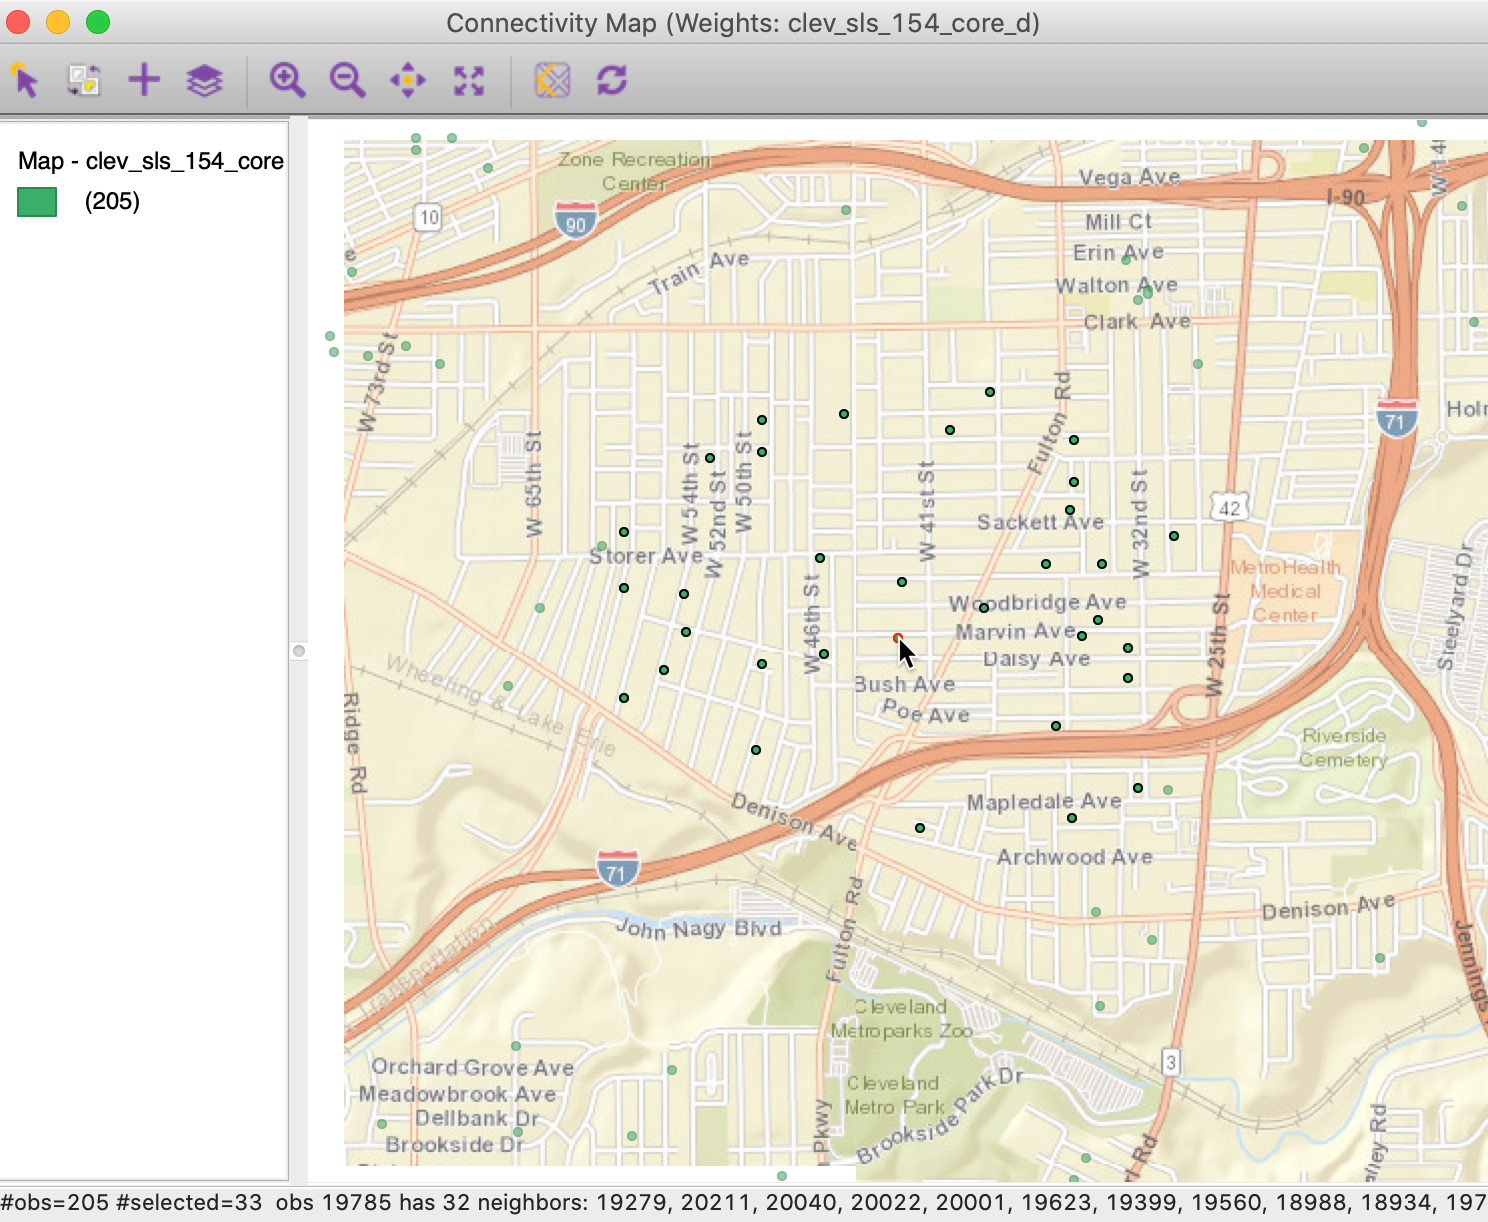 Connectivity Map (Weights: clev_sls_154_core_d)
Map - clev_sls_154_core
(205)
Zone Recreation
Center
Vega Ave
I-90
W 14
10
90
Mill Ct
Erin Ave
Train Ave
Walton Ave
Clark Ave
W 73rd St
Fulton Rd
71
Holm
W 65th St
W 54th St
W 52nd St
W 50th St
W 41st St
W 32nd St
42
Sackett Ave
Storer Ave
MetroHealth
Medical
Center
Steelyard Dr
W 46th St
Woodbridge Ave
Marvin Ave
Daisy Ave
W 25th St
Bush Ave
Poe Ave
Wheeling & Lake Erie
Ridge Rd
Riverside
Cemetery
Mapledale Ave
Denison Ave
Archwood Ave
71
Denison Ave
John Nagy Blvd
Fulton Rd
Jennings
Transportation
Cleveland
Metroparks Zoo
3
Orchard Grove Ave
Meadowbrook Ave
Dellbank Dr
Brookside Dr
Cleveland
Metro Park
Brookside Park Dr
Pkwy
rl Rd
alley Rd
#obs=205 #selected=33 obs 19785 has 32 neighbors: 19279, 20211, 20040, 20022, 20001, 19623, 19399, 19560, 18988, 18934, 197